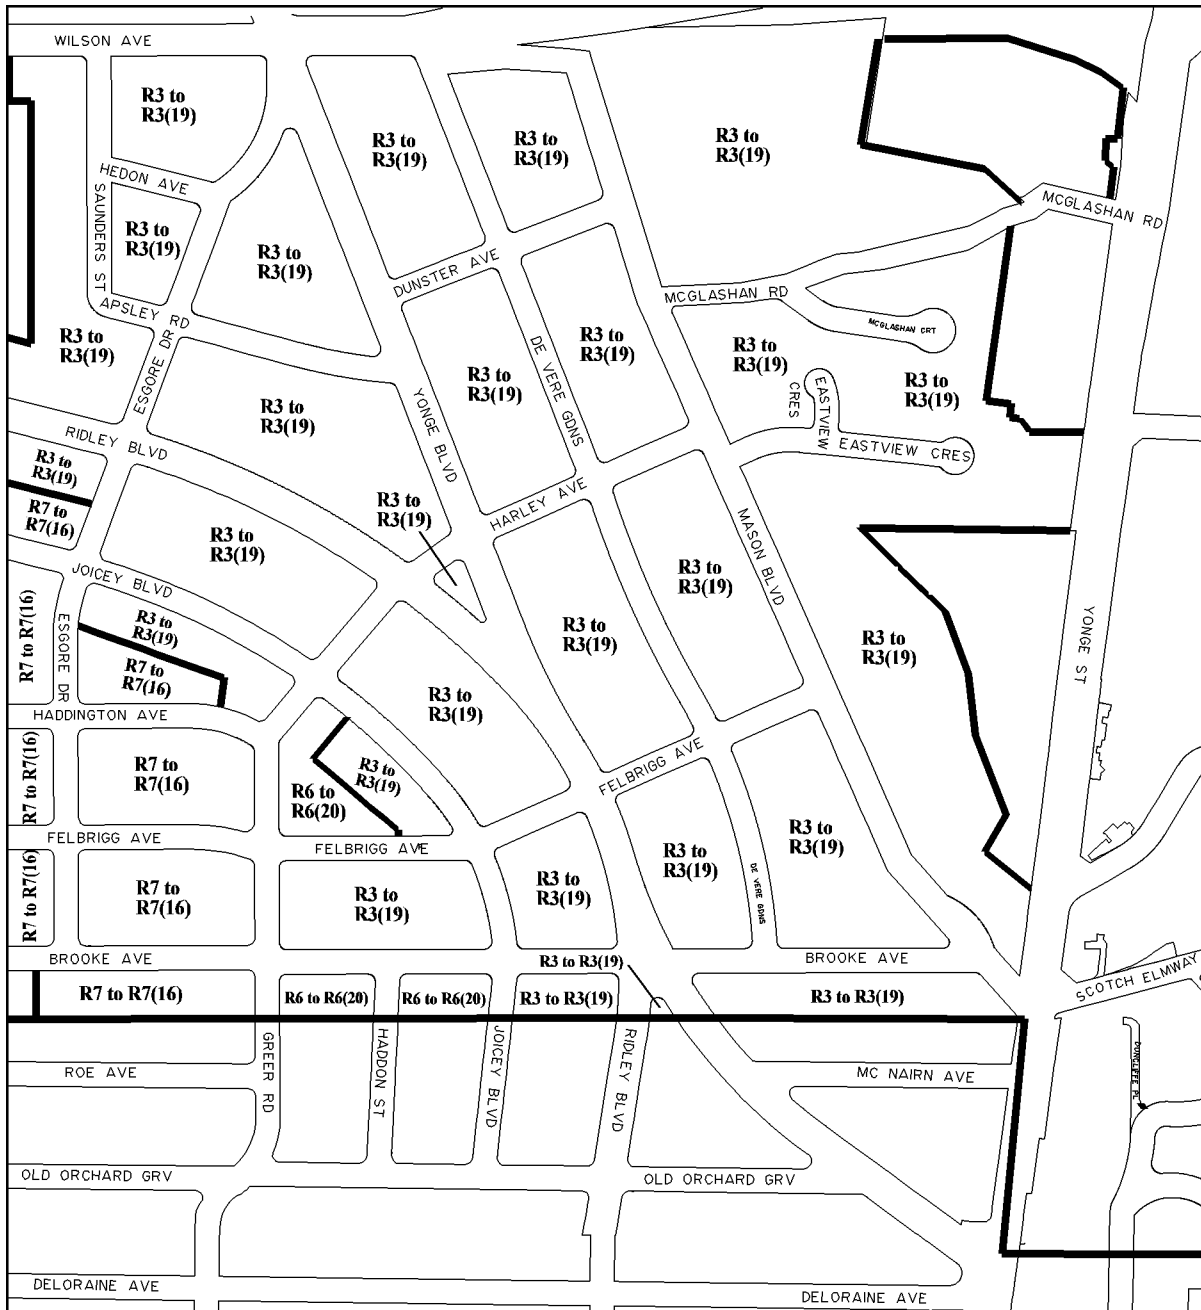 WILSON AVE
R3 to
R3(19)
R3 to
R3(19)
R3 to
R3(19)
R3 to
R3(19)
HEDON AVE
SAUNDERS ST
R3 to
R3(19)
R3 to
R3(19)
MCGLASHAN RD
DUNSTER AVE
MCGLASHAN RD
APSLEY RD
MCGLASHAN CRT
R3 to
R3(19)
ESGORE DR
R3 to
R3(19)
R3 to
R3(19)
DE VERE GDNS
R3 to
R3(19)
R3 to
R3(19)
R3 to
R3(19)
YONGE BLVD
EASTVIEW
CRES
EASTVIEW CRES
RIDLEY BLVD
R3 to
R3(19)
R7 to
R7(16)
R3 to
R3(19)
HARLEY AVE
R3 to
R3(19)
MASON BLVD
R3 to
R3(19)
JOICEY BLVD
R7 to R7(16)
ESGORE DR
R3 to
R3(19)
R7 to
R7(16)
R3 to
R3(19)
R3 to
R3(19)
YONGE ST
R3 to
R3(19)
HADDINGTON AVE
R7 to R7(16)
R7 to
R7(16)
R3 to
R3(19)
R6 to
R6(20)
FELBRIGG AVE
FELBRIGG AVE
FELBRIGG AVE
R3 to
R3(19)
R3 to
R3(19)
R7 to R7(16)
R7 to
R7(16)
R3 to
R3(19)
R3 to
R3(19)
DE VERE GDNS
BROOKE AVE
R3 to R3(19)
BROOKE AVE
SCOTCH ELMWAY
R7 to R7(16)
R6 to R6(20)
R6 to R6(20)
R3 to R3(19)
R3 to R3(19)
GREER RD
HADDON ST
JOICEY BLVD
RIDLEY BLVD
DUNCLIFFE PL
ROE AVE
MC NAIRN AVE
OLD ORCHARD GRV
OLD ORCHARD GRV
DELORAINE AVE
DELORAINE AVE